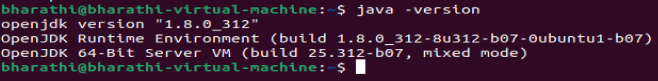 bharathi@bharathi-virtual-machine:~$ java -version
openjdk version "1.8.0_312"
OpenJDK Runtime Environment (build 1.8.0_312-8u312-b07-0ubuntu1-b07)
OpenJDK 64-Bit Server VM (build 25.312-b07, mixed mode)
bharathi@bharathi-virtual-machine:~$